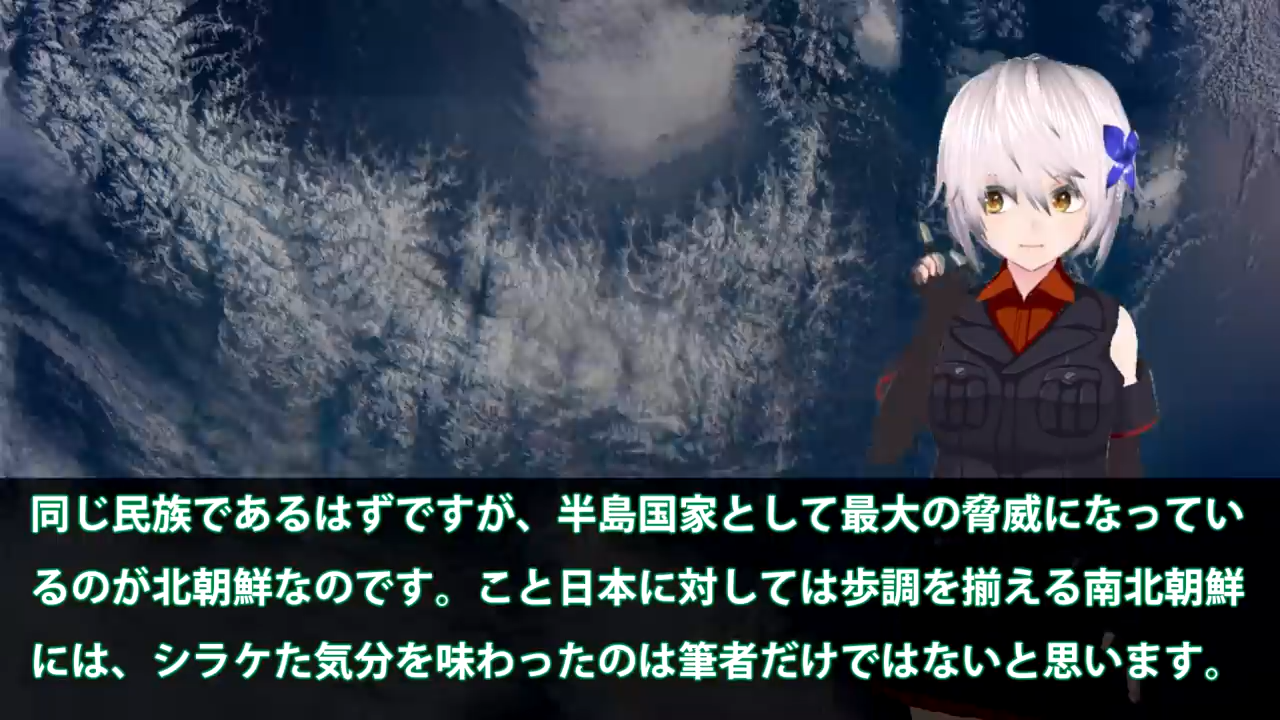 同じ民族であるはずですが、半島国家として最大の脅威になってい
るのが北朝鮮なのです。こと日本に対しては歩調を揃える南北朝鮮
には、シラケた気分を味わったのは筆者だけではないと思います。